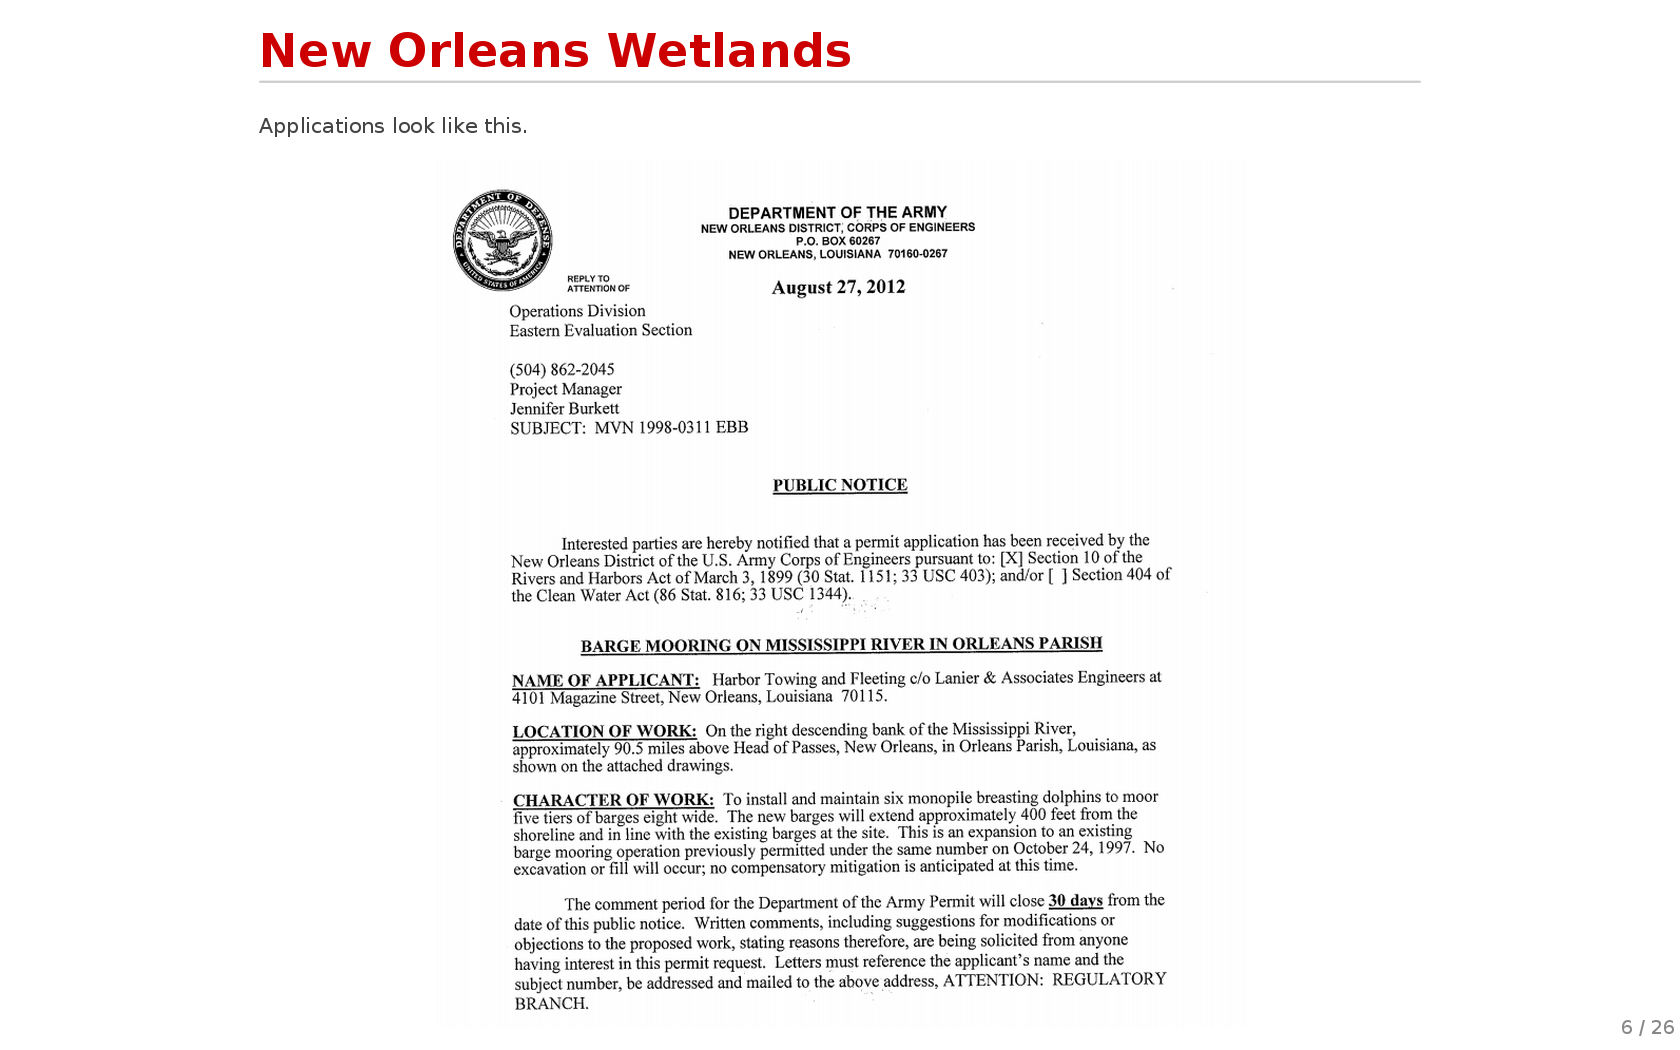 New Orleans Wetlands
Applications look like this.
DEPARTMENT OF DEFENSE
UNITED STATES OF AMERICA
DEPARTMENT OF THE ARMY
NEW ORLEANS DISTRICT, CORPS OF ENGINEERS
P.O. BOX 60267
NEW ORLEANS, LOUISIANA 70160-0267
REPLY TO
ATTENTION OF
August 27, 2012
Operations Division
Eastern Evaluation Section
(504) 862-2045
Project Manager
Jennifer Burkett
SUBJECT: MVN 1998-0311 EBB
PUBLIC NOTICE
Interested parties are hereby notified that a permit application has been received by the
New Orleans District of the U.S. Army Corps of Engineers pursuant to: [X] Section 10 of the
Rivers and Harbors Act of March 3, 1899 (30 Stat. 1151; 33 USC 403); and/or [ ] Section 404 of
the Clean Water Act (86 Stat. 816; 33 USC 1344).
BARGE MOORING ON MISSISSIPPI RIVER IN ORLEANS PARISH
NAME OF APPLICANT: Harbor Towing and Fleeting c/o Lanier & Associates Engineers at
4101 Magazine Street, New Orleans, Louisiana 70115.
LOCATION OF WORK: On the right descending bank of the Mississippi River,
approximately 90.5 miles above Head of Passes, New Orleans, in Orleans Parish, Louisiana, as
shown on the attached drawings.
CHARACTER OF WORK: To install and maintain six monopile breasting dolphins to moor
five tiers of barges eight wide. The new barges will extend approximately 400 feet from the
shoreline and in line with the existing barges at the site. This is an expansion to an existing
barge mooring operation previously permitted under the same number on October 24, 1997. No
excavation or fill will occur; no compensatory mitigation is anticipated at this time.
The comment period for the Department of the Army Permit will close 30 days from the
date of this public notice. Written comments, including suggestions for modifications or
objections to the proposed work, stating reasons therefore, are being solicited from anyone
having interest in this permit request. Letters must reference the applicant's name and the
subject number, be addressed and mailed to the above address, ATTENTION: REGULATORY
BRANCH.
6 / 26